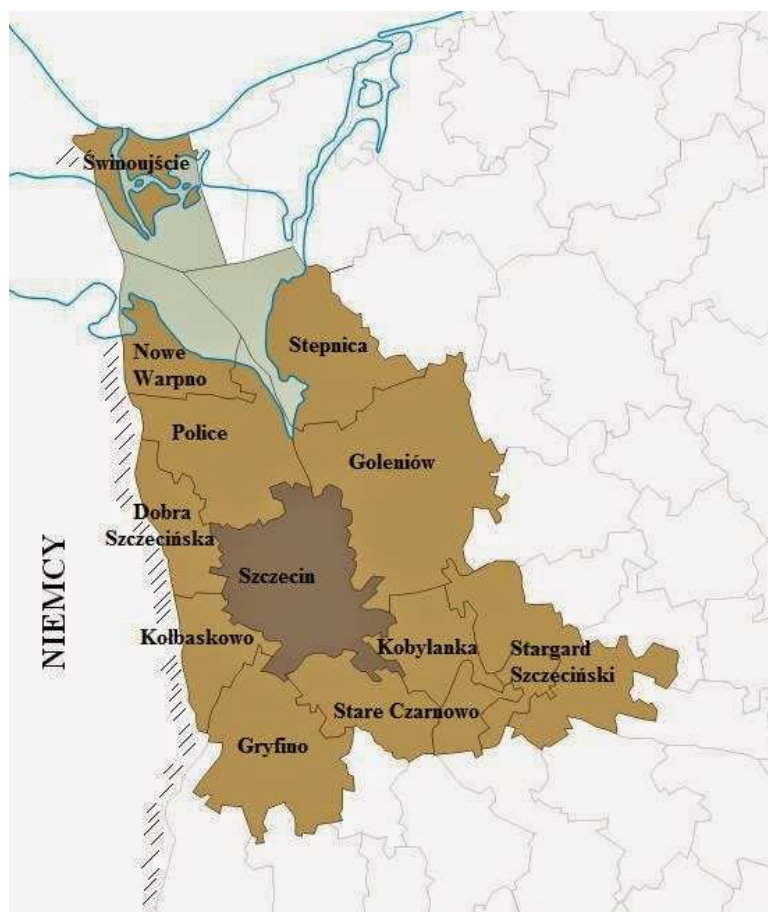 Świnoujście
Stepnica
Nowe
Warpno
Police
Goleniów
Dobra
Szczecińska
Szczecin
NIEMCY
Kołbaskowo
Kobylanka
Stargard
Szczeciński
Stare Czarnowo
Gryfino